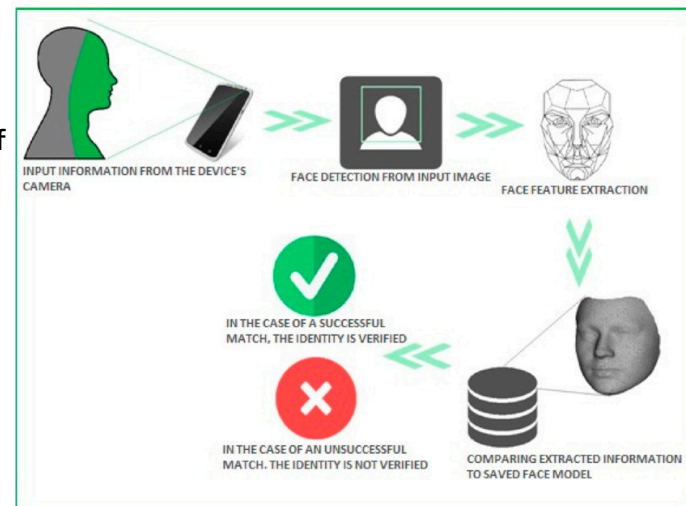 f
INPUT INFORMATION FROM THE DEVICE'S
CAMERA
FACE DETECTION FROM INPUT IMAGE
FACE FEATURE EXTRACTION
IN THE CASE OF A SUCCESSFUL
MATCH, THE IDENTITY IS VERIFIED
IN THE CASE OF AN UNSUCCESSFUL
MATCH. THE IDENTITY IS NOT VERIFIED
COMPARING EXTRACTED INFORMATION
TO SAVED FACE MODEL